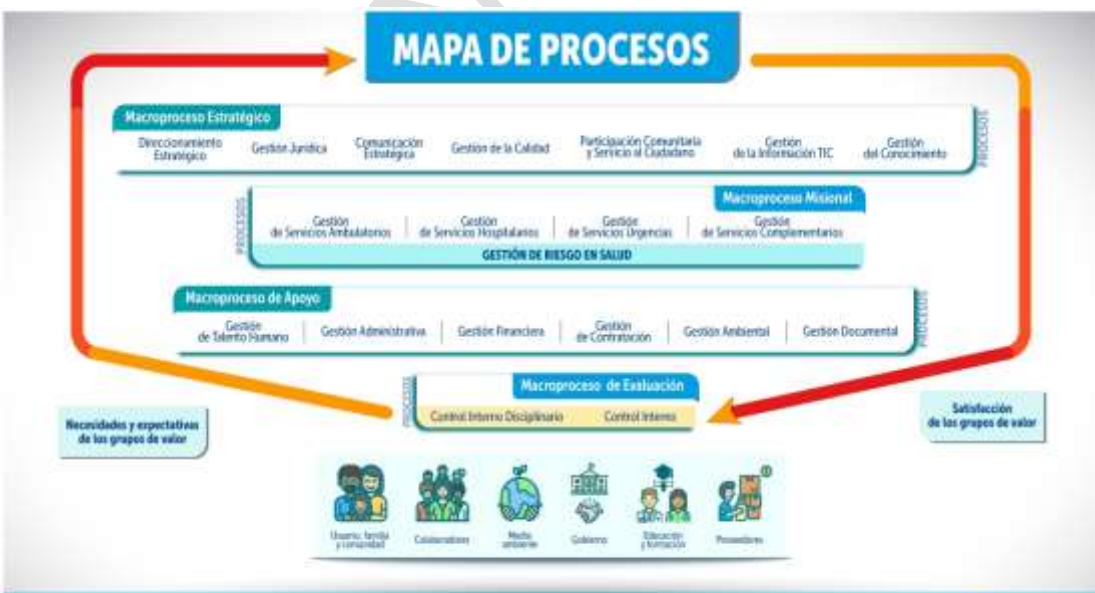 MAPA DE PROCESOS
Macroproceso Estratégico
Direccionamiento
Estratégico
Gestión Jurídica
Comunicación
Estratégica
Gestión de la Calidad
Participación Comunitaria
y Servicio al Ciudadano
Gestión
de la Información TIC
Gestión
del Conocimiento
PROCESOS
Macroproceso Misional
PROCESOS
Gestión
de Servicios Ambulatorios
Gestión
de Servicios Hospitalarios
Gestión
de Servicios Urgencias
Gestión
de Servicios Complementarios
GESTIÓN DE RIESGO EN SALUD
Macroproceso de Apoyo
Gestión
de Talento Humano
Gestión Administrativa
Gestión Financiera
Gestión
de Contratación
Gestión Ambiental
Gestión Documental
PROCESOS
Macroproceso de Evaluación
PROCESOS
Control Interno Disciplinario
Control Interno
Necesidades y expectativas
de los grupos de valor
Satisfacción
de los grupos de valor
Usuario, familia
y comunidad
Colaboradores
Medio
ambiente
Gobierno
Educación
y formación
Proveedores